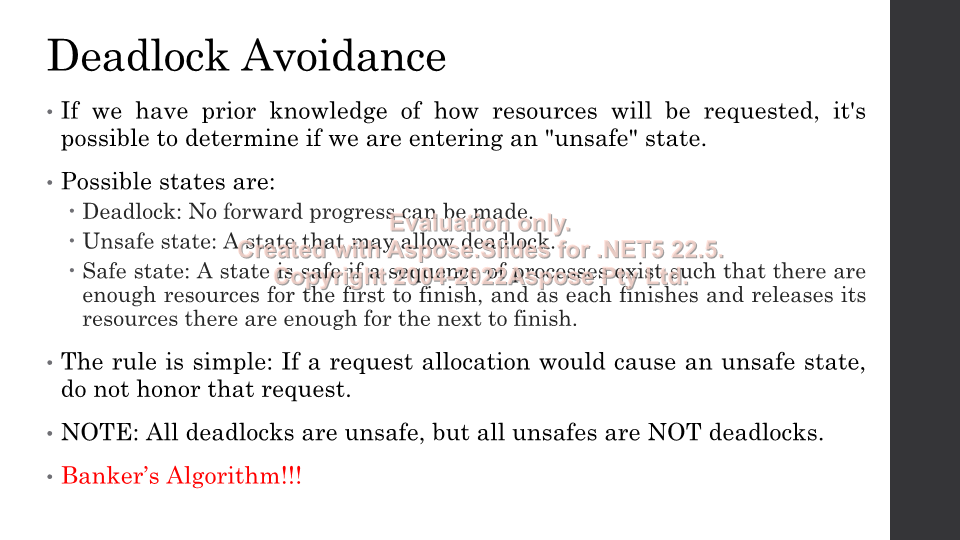 Deadlock Avoidance
• If we have prior knowledge of how resources will be requested, it's
possible to determine if we are entering an "unsafe" state.
• Possible states are:
• Deadlock: No forward progress can be made.
Evaluation only.
• Unsafe state: A state that may allow deadlock.
Created with Aspose.Slides for .NET5 22.5.
• Safe state: A state is safe if a sequence of processes exist such that there are
Copyright 2004-2022Aspose Pty Ltd.
enough resources for the first to finish, and as each finishes and releases its
resources there are enough for the next to finish.
• The rule is simple: If a request allocation would cause an unsafe state,
do not honor that request.
• NOTE: All deadlocks are unsafe, but all unsafes are NOT deadlocks.
• Banker’s Algorithm!!!